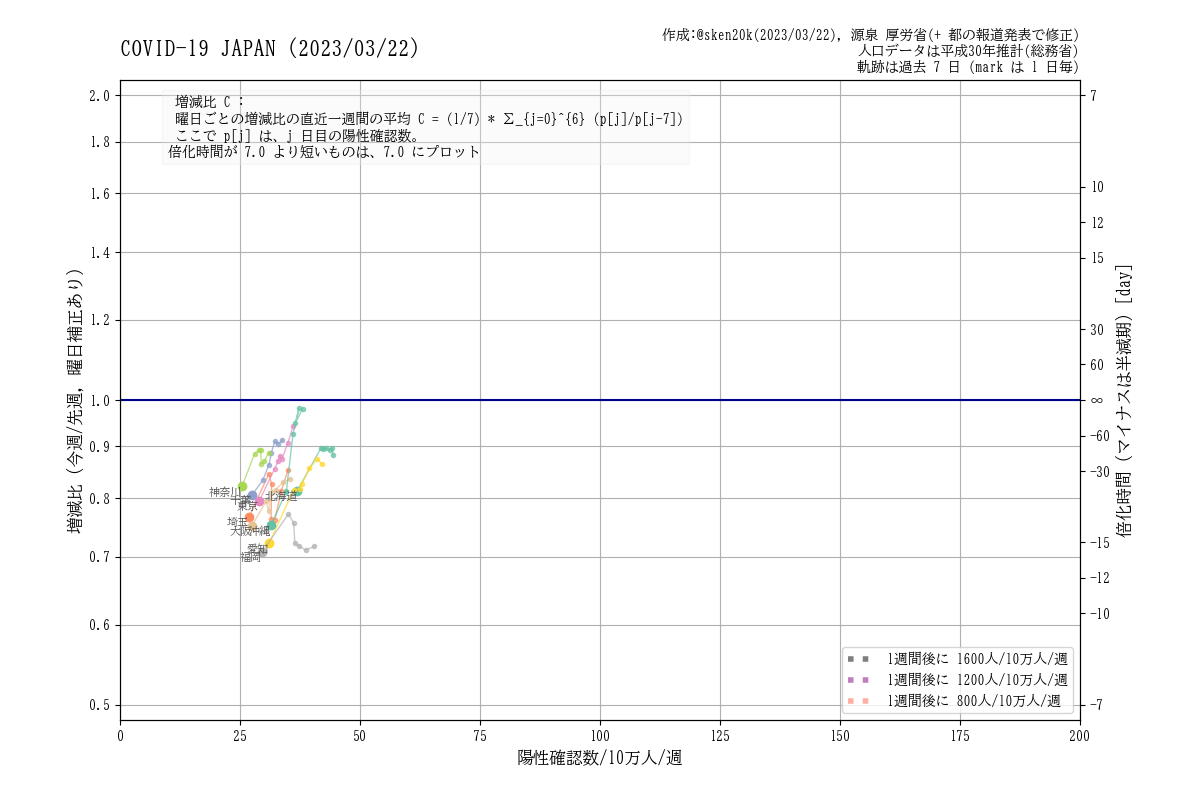 COVID-19 JAPAN (2023/03/22)
作成:@sken20k(2023/03/22), 源泉 厚労省(+ 都の報道発表で修正)
人口データは平成30年推計(総務省)
軌跡は過去 7 日 (mark は 1 日毎)
増減比 C :
曜日ごとの増減比の直近一週間の平均 C = (1/7) * Σ_{j=0}^{6} (p[j]/p[j-7])
ここで p[j] は、j 日目の陽性確認数。
倍化時間が 7.0 より短いものは、7.0 にプロット
増減比 (今週/先週, 曜日補正あり)
2.0
1.8
1.6
1.4
1.2
1.0
0.9
0.8
0.7
0.6
0.5
神奈川
千葉
東京
北海道
埼玉
大阪
沖縄
愛知
福岡
7
10
12
15
30
60
∞
-60
-30
-15
-12
-10
-7
倍化時間 (マイナスは半減期) [day]
1週間後に 1600人/10万人/週
1週間後に 1200人/10万人/週
1週間後に 800人/10万人/週
0 25 50 75 100 125 150 175 200
陽性確認数/10万人/週